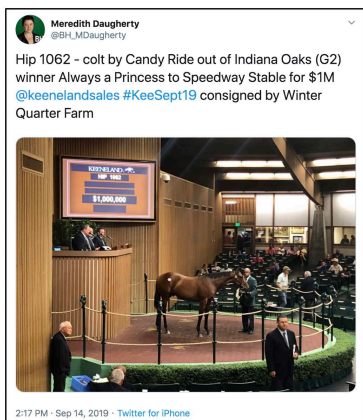 Meredith Daugherty
@BH_MDaugherty
Hip 1062 - colt by Candy Ride out of Indiana Oaks (G2)
winner Always a Princess to Speedway Stable for $1M
@keenelandsales #KeeSept19 consigned by Winter
Quarter Farm
KEENELAND
HIP 1062
$1,000,000
2:17 PM · Sep 14, 2019 · Twitter for iPhone